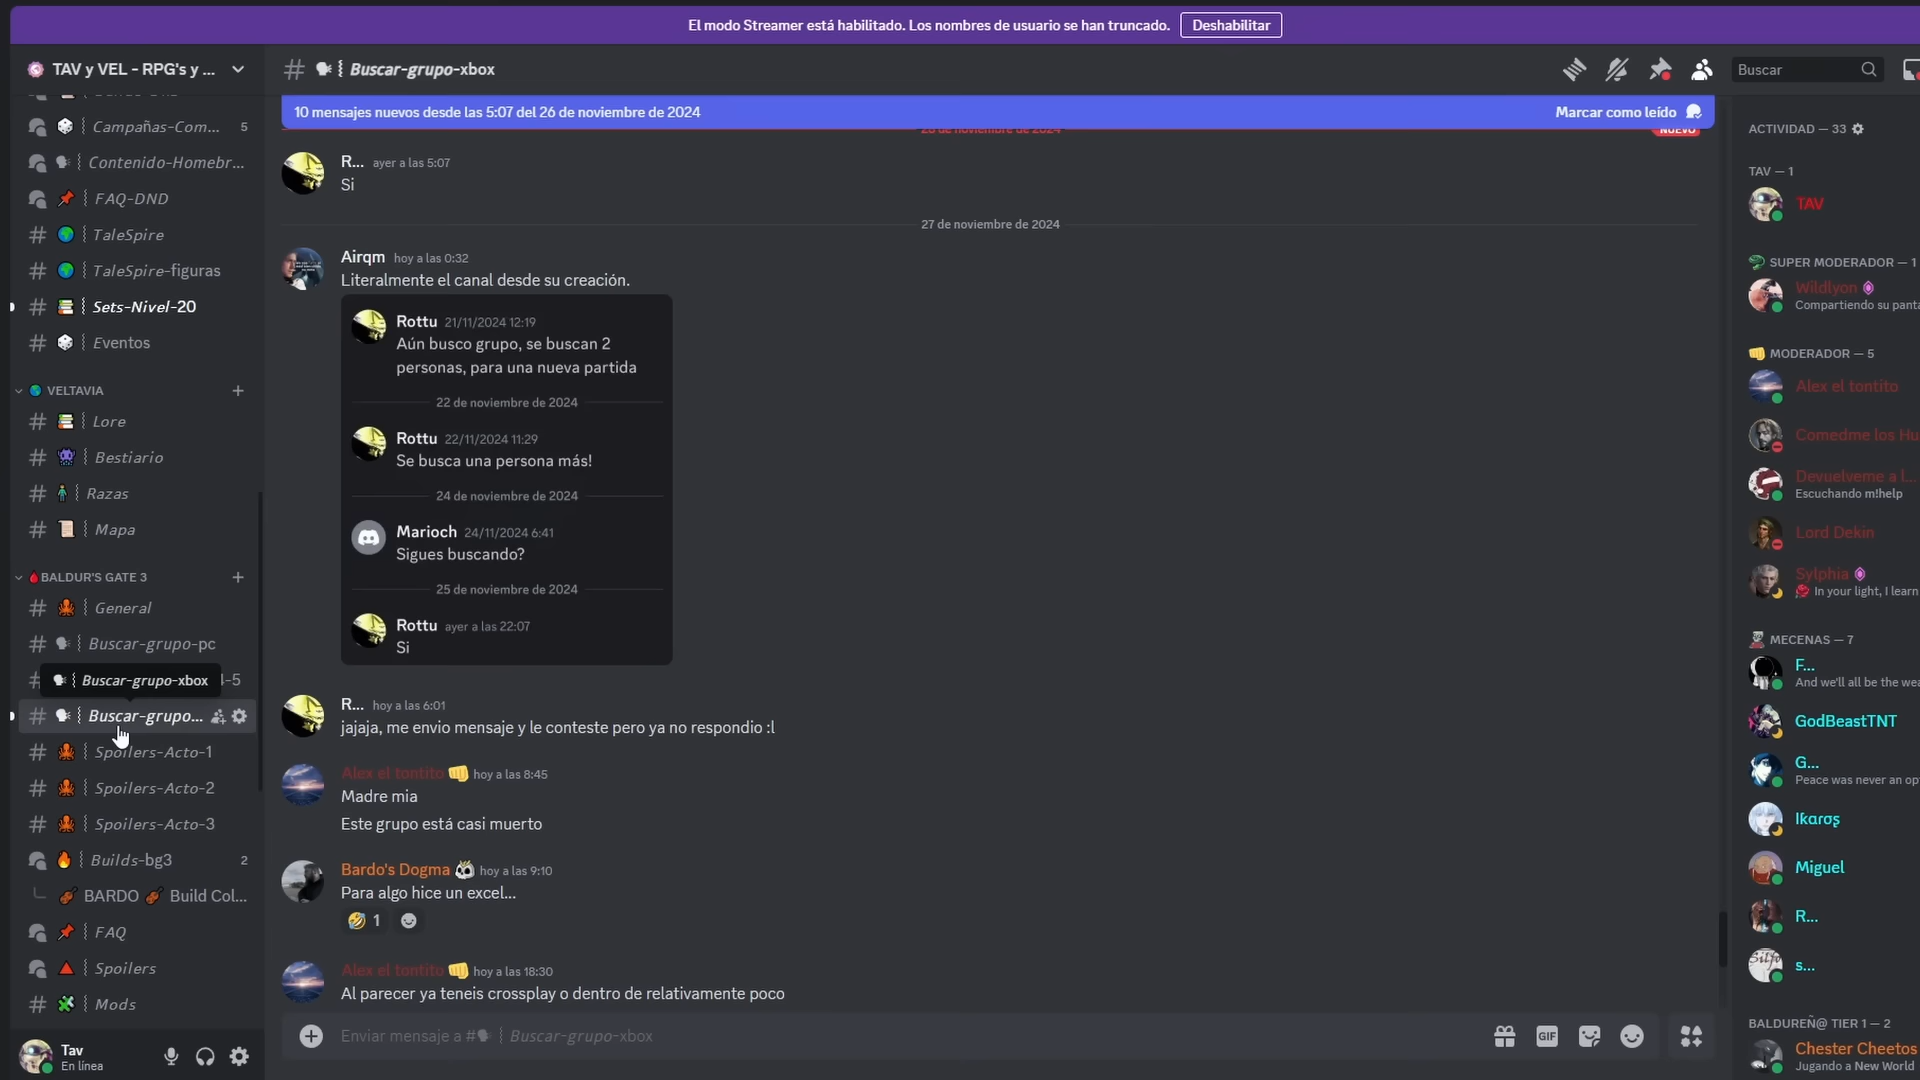 El modo Streamer está habilitado. Los nombres de usuario se han truncado.
Deshabilitar
TAV y VEL - RPG's y ...
Campañas-Com... 5
Contenido-Homebr...
FAQ-DND
TaleSpire
TaleSpire-figuras
Sets-Nivel-20
Eventos
VELTAVIA
Lore
Bestiario
Razas
Mapa
BALDUR'S GATE 3
General
Buscar-grupo-pc
Buscar-grupo-xbox
-5
Buscar-grupo...
Spoilers-Acto-1
Spoilers-Acto-2
Spoilers-Acto-3
Builds-bg3 2
BARDO Build Col...
FAQ
Spoilers
Mods
Tav
En línea
Buscar-grupo-xbox
Buscar
10 mensajes nuevos desde las 5:07 del 26 de noviembre de 2024
Marcar como leído
26 de noviembre de 2024
NUEVO
R... ayer a las 5:07
Si
27 de noviembre de 2024
Airqm hoy a las 0:32
Literalmente el canal desde su creación.
Rottu 21/11/2024 12:19
Aún busco grupo, se buscan 2
personas, para una nueva partida
22 de noviembre de 2024
Rottu 22/11/2024 11:29
Se busca una persona más!
24 de noviembre de 2024
Marioch 24/11/2024 6:41
Sigues buscando?
25 de noviembre de 2024
Rottu ayer a las 22:07
Si
R... hoy a las 6:01
jajaja, me envio mensaje y le conteste pero ya no respondio :l
Alex el tontito hoy a las 8:45
Madre mia
Este grupo está casi muerto
Bardo's Dogma hoy a las 9:10
Para algo hice un excel...
1
Alex el tontito hoy a las 18:30
Al parecer ya teneis crossplay o dentro de relativamente poco
Enviar mensaje a # Buscar-grupo-xbox
GIF
ACTIVIDAD — 33
TAV — 1
TAV
SUPER MODERADOR — 1
Wildlyon
Compartiendo su panta
MODERADOR — 5
Alex el tontito
Comedme los Hu
Devuelveme a l...
Escuchando m!help
Lord Dekin
Sylphia
In your light, I learn
MECENAS — 7
F...
And we'll all be the wea
GodBeastTNT
G...
Peace was never an op
Ikaros
Miguel
R...
s...
BALDUREÑ@ TIER 1 — 2
Chester Cheetos
Jugando a New World